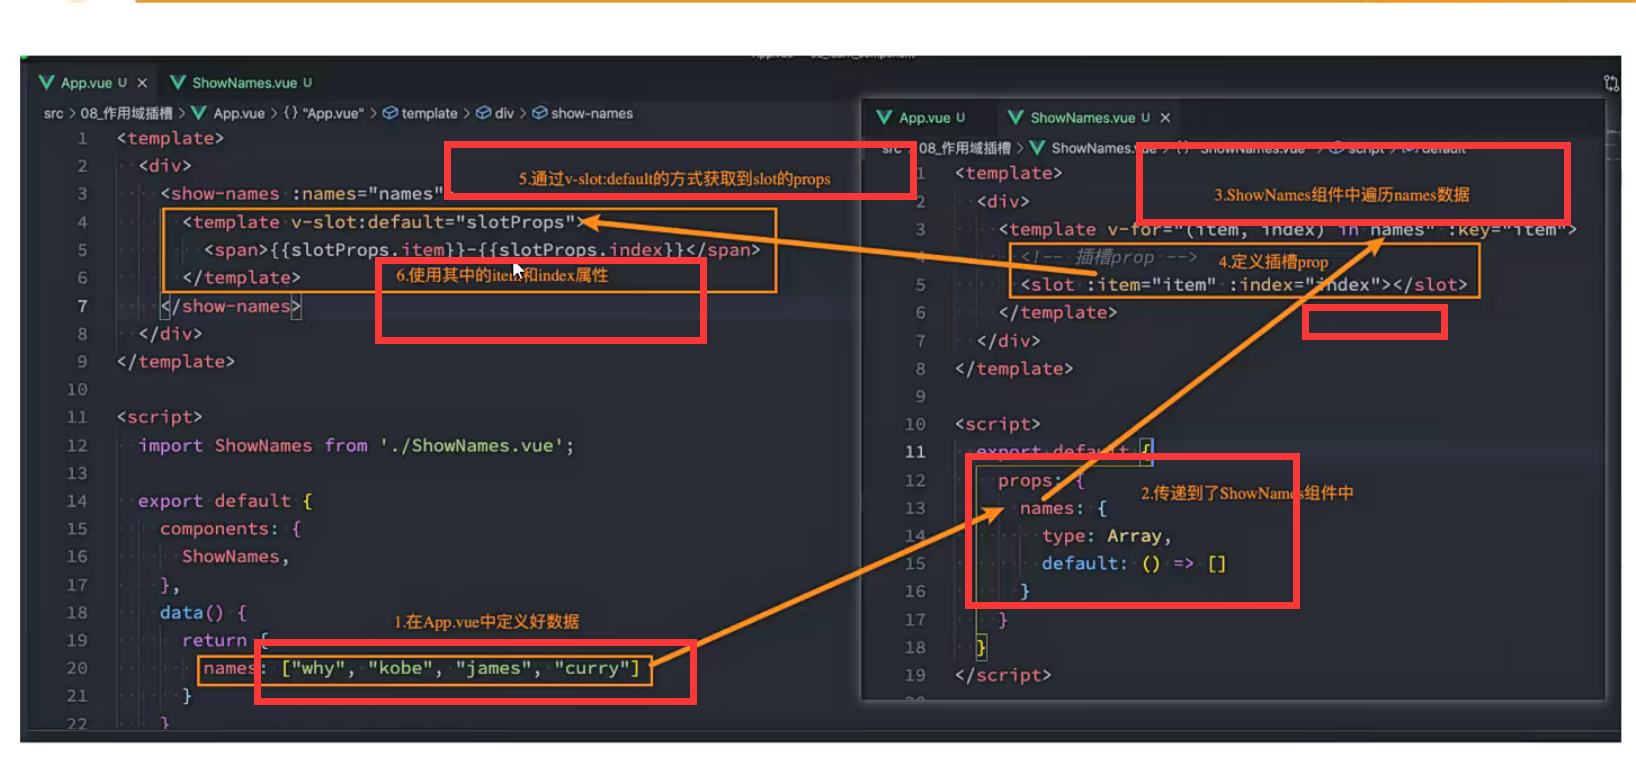 App.vue U ×
ShowNames.vue U
src > 08_作用域插槽 > App.vue > {} "App.vue" > template > div > show-names
1 <template>
2 <div>
5.通过v-slot:default的方式获取到slot的props
3 <show-names :names="names"
4 <template v-slot:default="slotProps">
5 <span>{{slotProps.item}}-{{slotProps.index}}</span>
6 </template>
6.使用其中的item和index属性
7 </show-names>
8 </div>
9 </template>
10
11 <script>
12 import ShowNames from './ShowNames.vue';
13
14 export default {
15 components: {
16 ShowNames,
17 },
18 data() {
1.在App.vue中定义好数据
19 return {
20 names: ["why", "kobe", "james", "curry"]
21 }
22 }
App.vue U
ShowNames.vue U ×
src 08_作用域插槽 > ShowNames.vue
1 <template>
3.ShowNames组件中遍历names数据
2 <div>
3 <template v-for="(item, index) in names" :key="item">
4 <!-- 插槽prop -->
4.定义插槽prop
5 <slot :item="item" :index="index"></slot>
6 </template>
7 </div>
8 </template>
9
10 <script>
11 export default {
12 props: {
2.传递到了ShowNames组件中
13 names: {
14 type: Array,
15 default: () => []
16 }
17 }
18 }
19 </script>